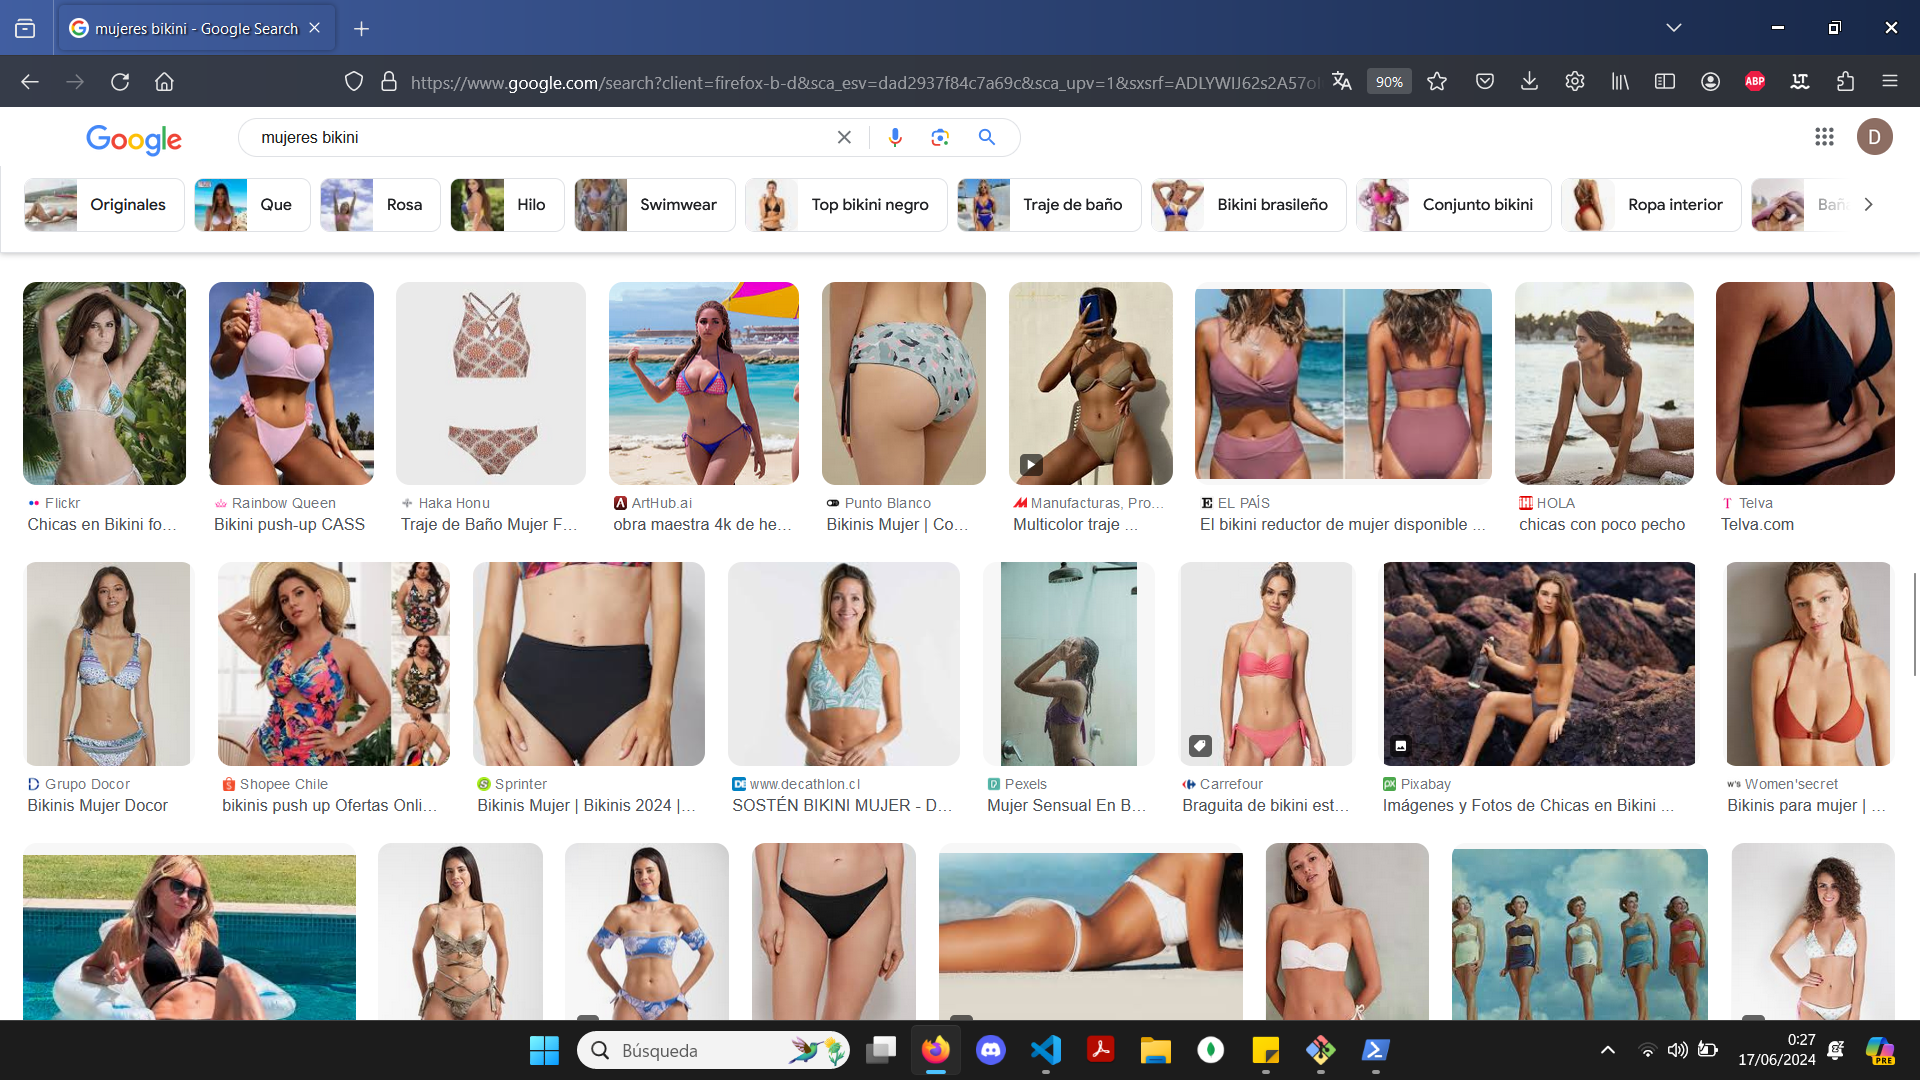 mujeres bikini - Google Search
https://www.google.com/search?client=firefox-b-d&sca_esv=dad2937f84c7a69c&sca_upv=1&sxsrf=ADLYWIJ62s2A57o
90%
ABP
Google
mujeres bikini
D
Originales
Que
Rosa
Hilo
Swimwear
Top bikini negro
Traje de baño
Bikini brasileño
Conjunto bikini
Ropa interior
Bañ
Flickr
Chicas en Bikini fo...
Rainbow Queen
Bikini push-up CASS
Haka Honu
Traje de Baño Mujer F...
ArtHub.ai
obra maestra 4k de he...
Punto Blanco
Bikinis Mujer | Co...
Manufacturas, Pro...
Multicolor traje ...
EL PAÍS
El bikini reductor de mujer disponible ...
HOLA
chicas con poco pecho
Telva
Telva.com
Grupo Docor
Bikinis Mujer Docor
Shopee Chile
bikinis push up Ofertas Onli...
Sprinter
Bikinis Mujer | Bikinis 2024 |...
www.decathlon.cl
SOSTÉN BIKINI MUJER - D...
Pexels
Mujer Sensual En B...
Carrefour
Braguita de bikini est...
Pixabay
Imágenes y Fotos de Chicas en Bikini ...
Women'secret
Bikinis para mujer | ...
Búsqueda
0:27
17/06/2024
PRE